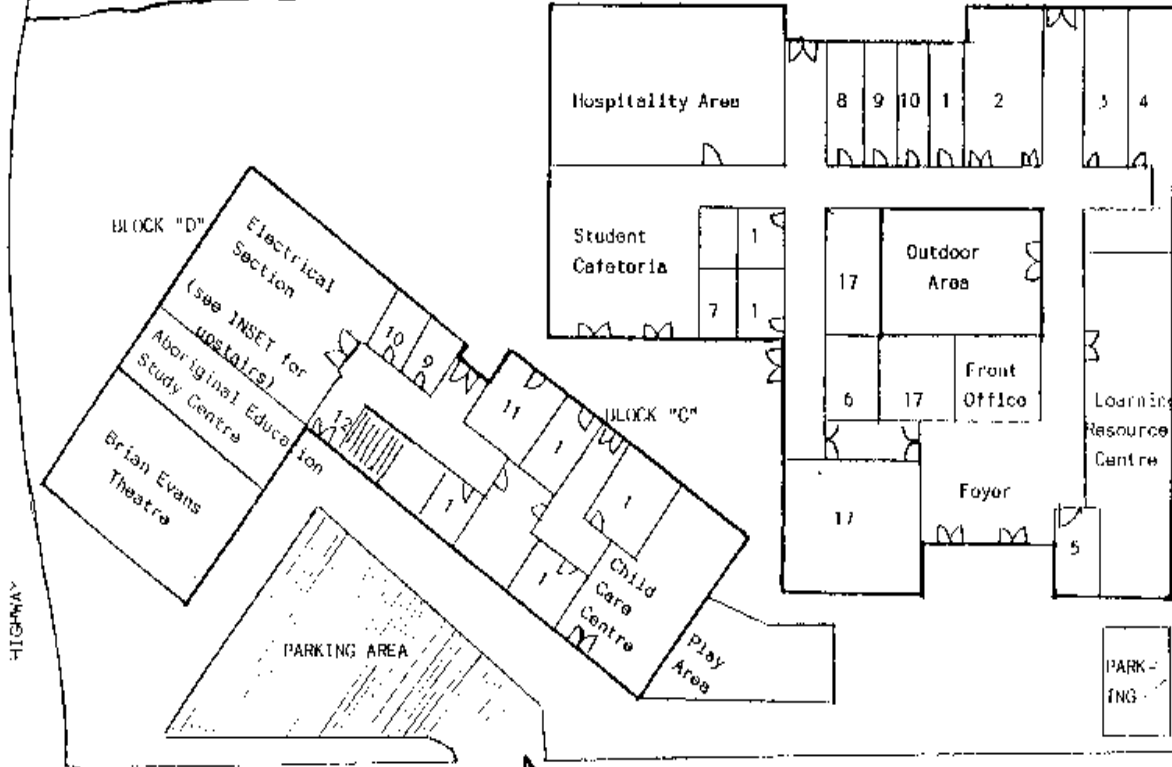 Hospitality Area
8
9
10
1
2
3
4
BLOCK "D"
Electrical
Section
(see INSET for
upstairs)
Aboriginal Education
Study Centre
Brian Evans
Theatre
10
9
12
11
1
1
1
1
BLOCK "C"
Child
Care
Centre
Play
Area
Student
Cafetoria
1
7
1
17
Outdoor
Area
6
17
Front
Office
Learning
Resource
Centre
Foyor
17
5
HIGHWAY
PARKING AREA
PARK-
ING